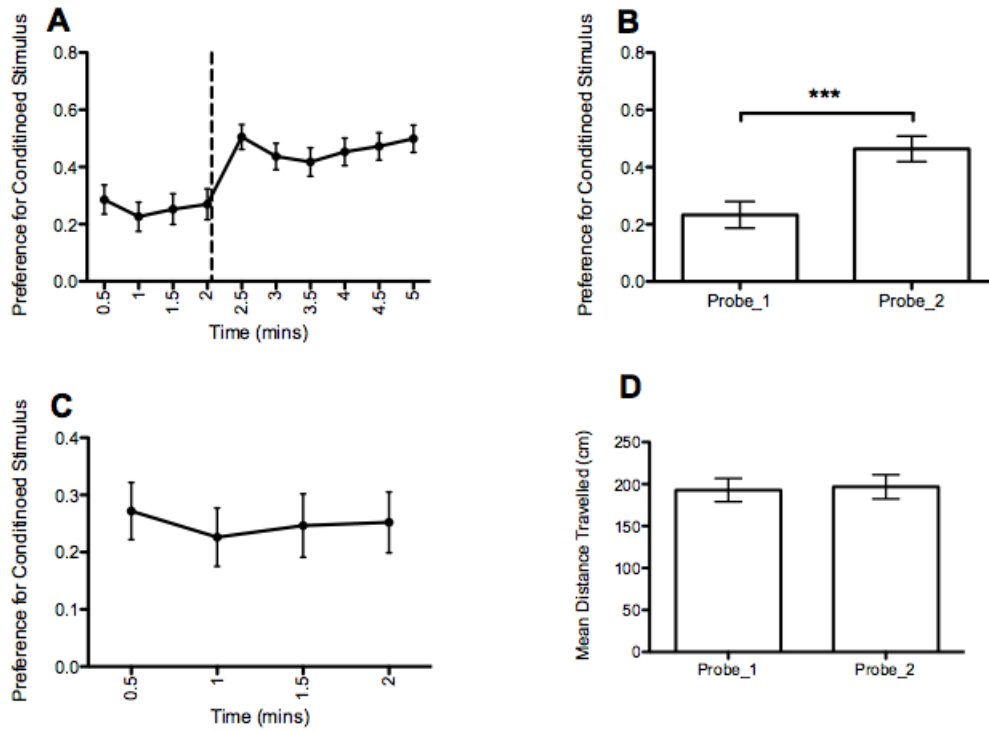 A
Preference for Conditinoed Stimulus
0.8
0.6
0.4
0.2
0.0
0.5
1
1.5
2
2.5
3
3.5
4
4.5
5
Time (mins)
B
Preference for Conditinoed Stimulus
0.8
0.6
0.4
0.2
0.0
***
Probe_1
Probe_2
C
Preference for Conditinoed Stimulus
0.4
0.3
0.2
0.1
0.0
0.5
1
1.5
2
Time (mins)
D
Mean Distance Travelled (cm)
250
200
150
100
50
0
Probe_1
Probe_2